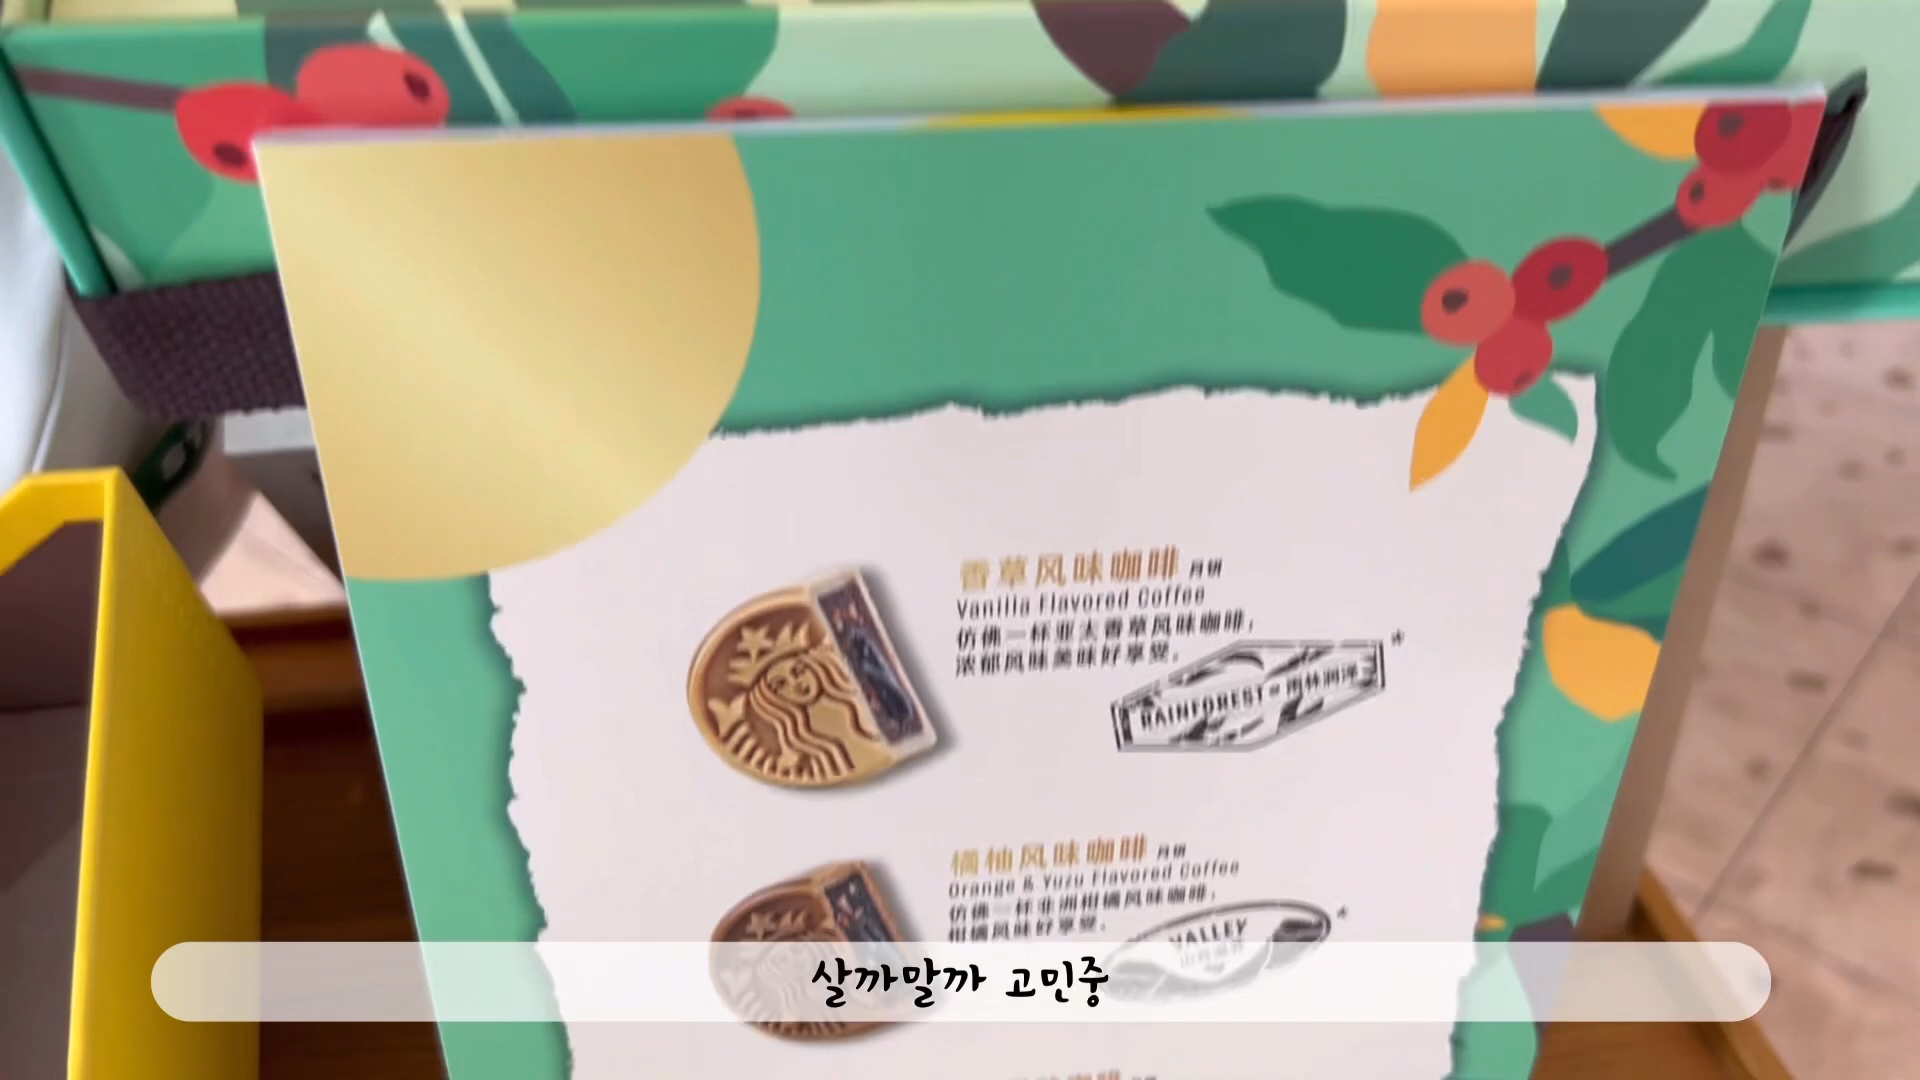 香草风味咖啡 月饼
Vanilla Flavored Coffee
仿佛一杯亚太香草风味咖啡，
浓郁风味美味好享受。
RAINFOREST 雨林润泽
*
橘柚风味咖啡 月饼
Orange & Yuzu Flavored Coffee
仿佛一杯非洲柑橘风味咖啡，
柑橘风味好享受。
*
VALLEY
살까말까 고민중